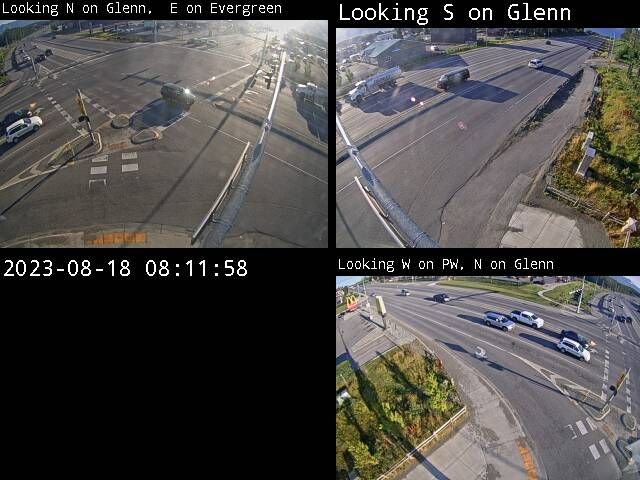 Looking N on Glenn,  E on Evergreen
Looking S on Glenn
2023-08-18 08:11:58
Looking W on PW, N on Glenn